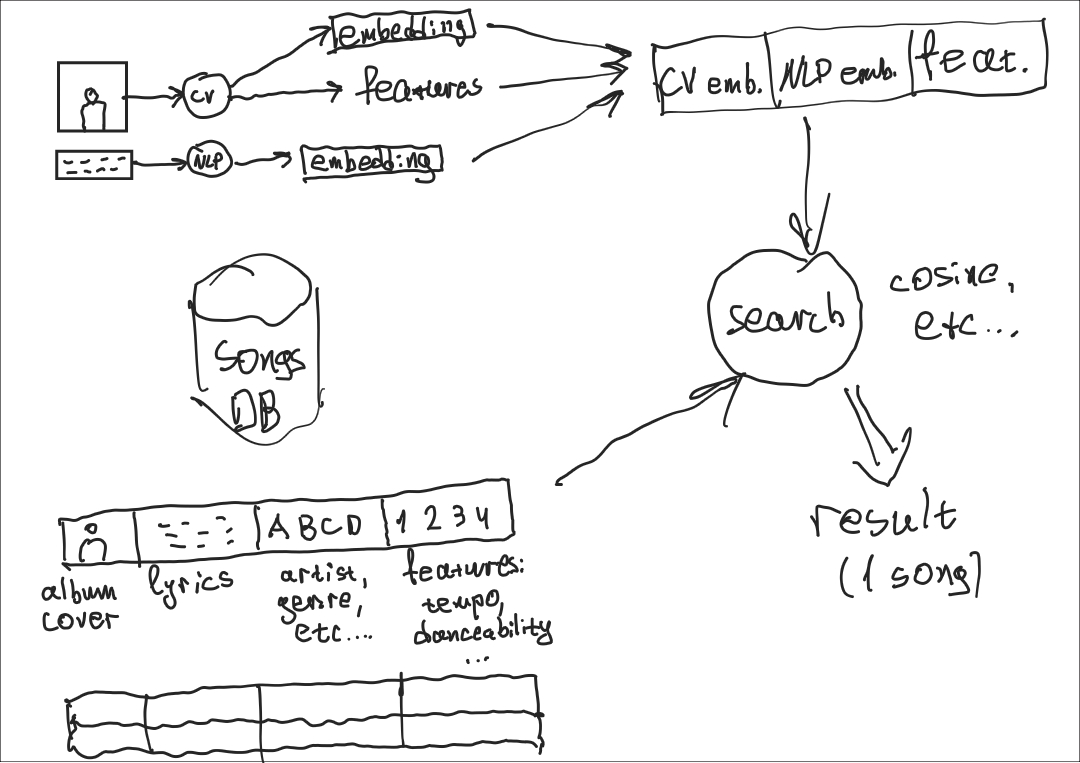 embedding
CV
features
NLP
embedding
CV emb.
NLP emb.
feat.
search
cosine,
etc...
result
(1 song)
Songs
DB
A B C D
1 2 3 4
album
cover
lyrics
artist,
genre,
etc....
features:
tempo,
danceability
...